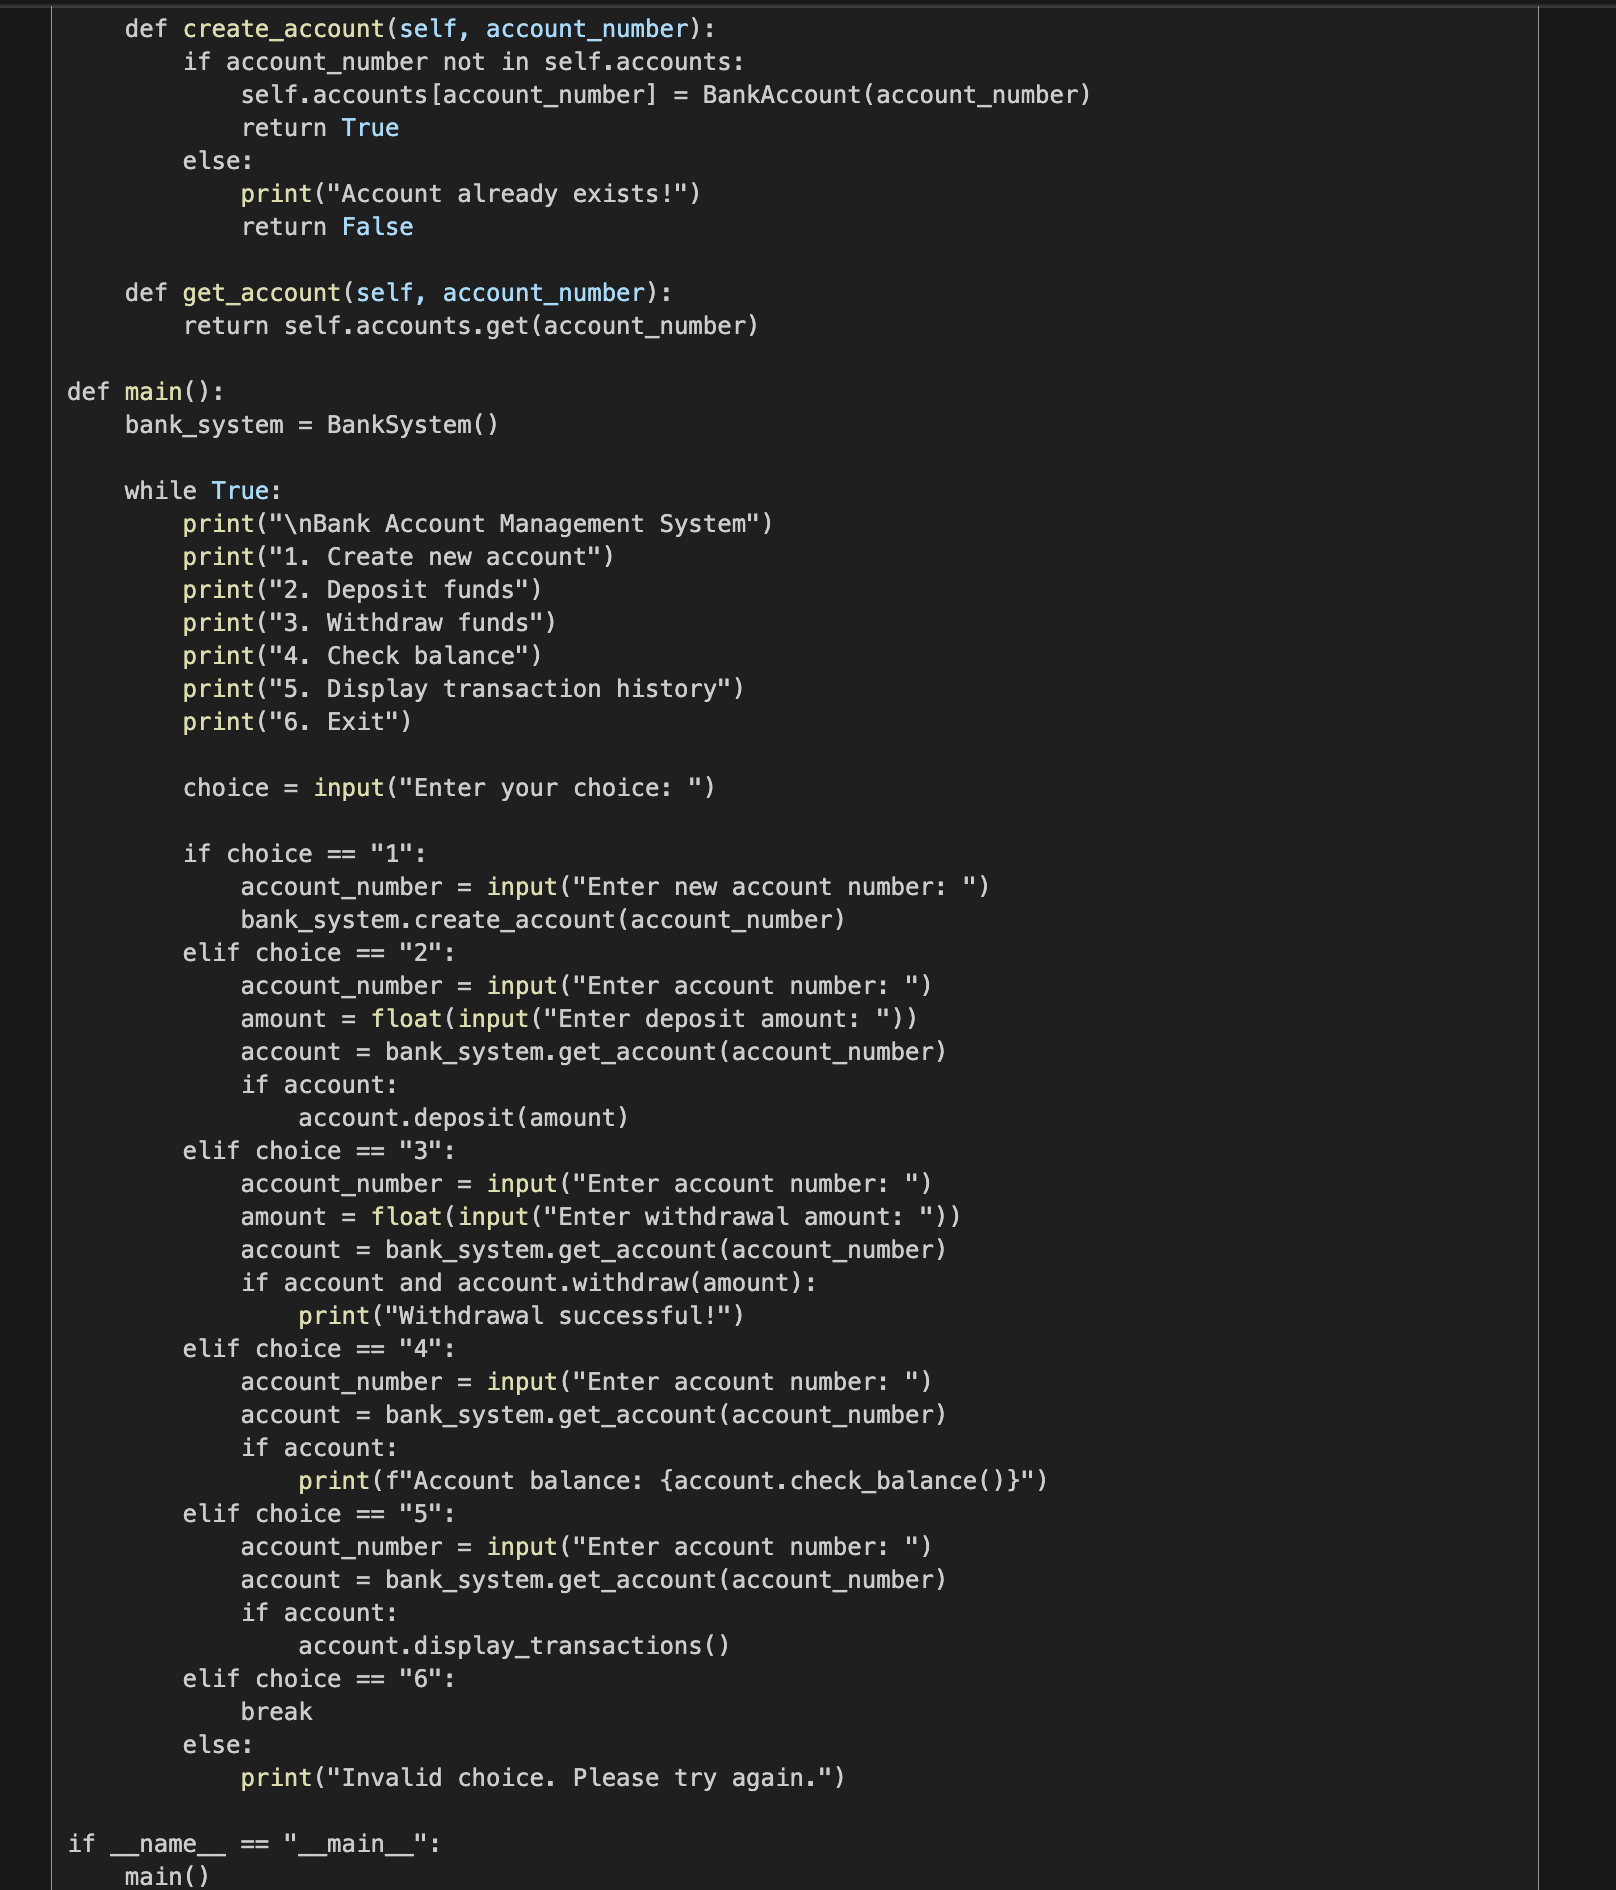 def create_account(self, account_number):
        if account_number not in self.accounts:
            self.accounts[account_number] = BankAccount(account_number)
            return True
        else:
            print("Account already exists!")
            return False

    def get_account(self, account_number):
        return self.accounts.get(account_number)

def main():
    bank_system = BankSystem()

    while True:
        print("\nBank Account Management System")
        print("1. Create new account")
        print("2. Deposit funds")
        print("3. Withdraw funds")
        print("4. Check balance")
        print("5. Display transaction history")
        print("6. Exit")

        choice = input("Enter your choice: ")

        if choice == "1":
            account_number = input("Enter new account number: ")
            bank_system.create_account(account_number)
        elif choice == "2":
            account_number = input("Enter account number: ")
            amount = float(input("Enter deposit amount: "))
            account = bank_system.get_account(account_number)
            if account:
                account.deposit(amount)
        elif choice == "3":
            account_number = input("Enter account number: ")
            amount = float(input("Enter withdrawal amount: "))
            account = bank_system.get_account(account_number)
            if account and account.withdraw(amount):
                print("Withdrawal successful!")
        elif choice == "4":
            account_number = input("Enter account number: ")
            account = bank_system.get_account(account_number)
            if account:
                print(f"Account balance: {account.check_balance()}")
        elif choice == "5":
            account_number = input("Enter account number: ")
            account = bank_system.get_account(account_number)
            if account:
                account.display_transactions()
        elif choice == "6":
            break
        else:
            print("Invalid choice. Please try again.")

if __name__ == "__main__":
    main()